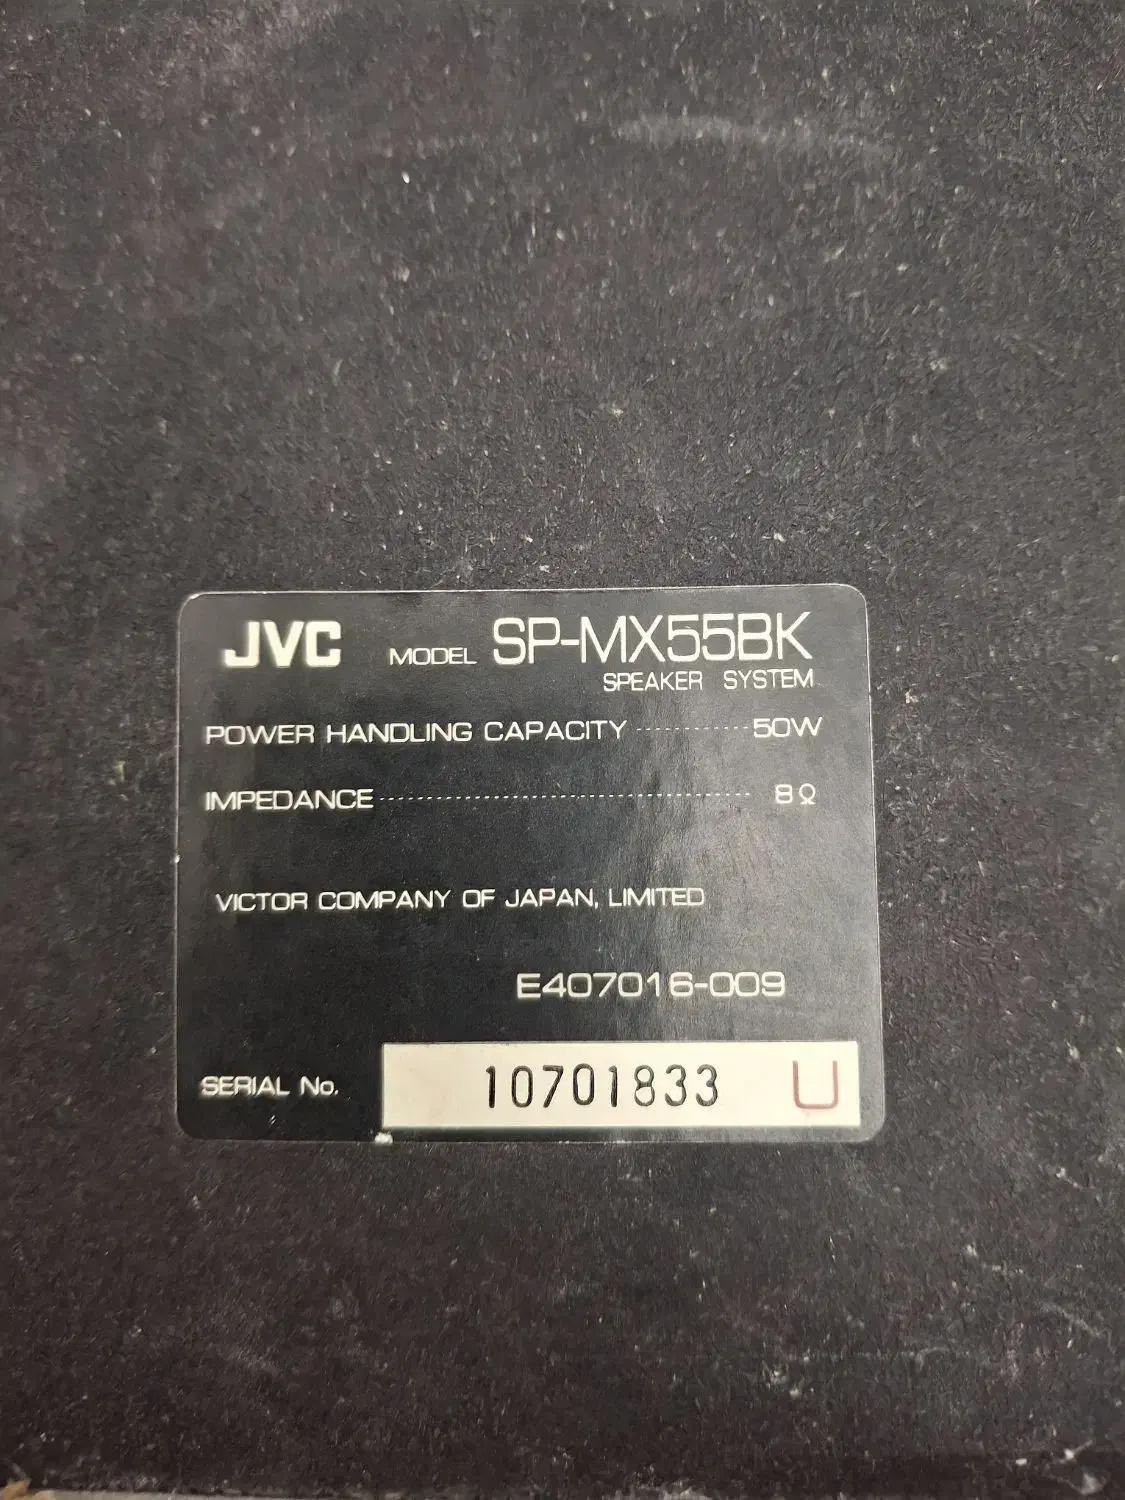 JVC MODEL SP-MX55BK
SPEAKER SYSTEM
POWER HANDLING CAPACITY ············ 50W
IMPEDANCE ········································ 8Ω
VICTOR COMPANY OF JAPAN, LIMITED
E407016-009
SERIAL No. 10701833 U